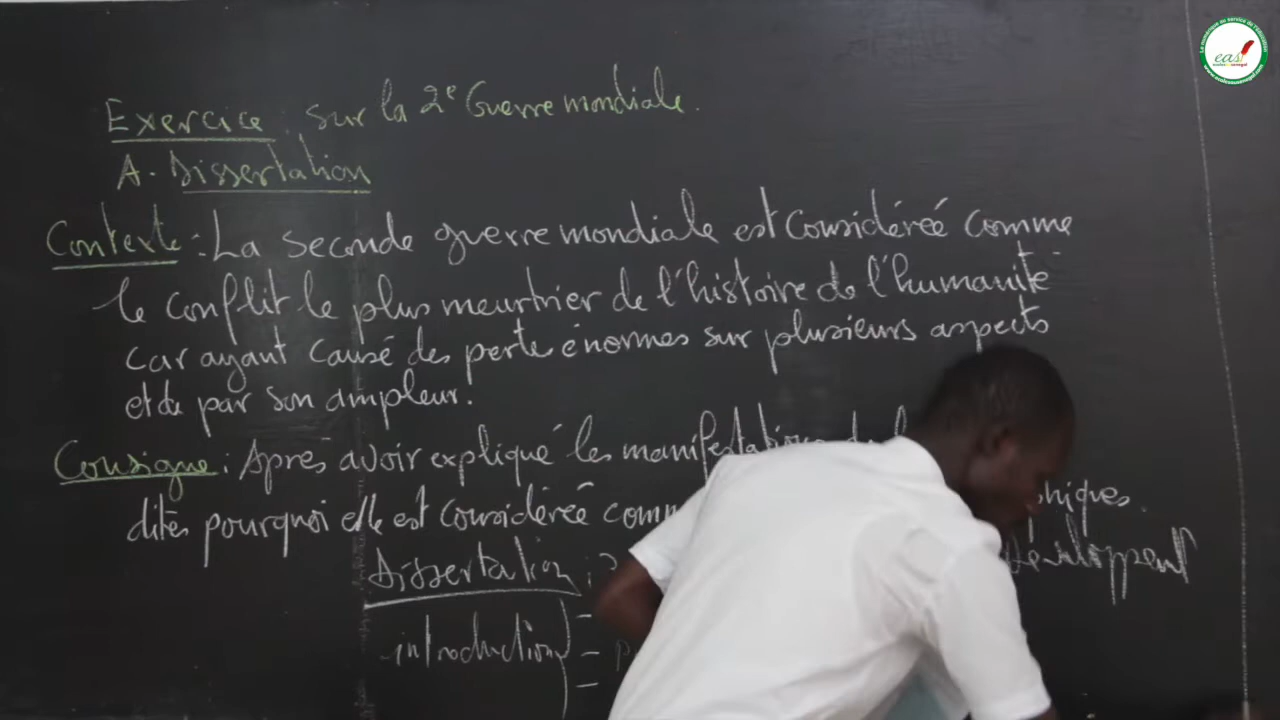 Exercice : sur la 2e Guerre mondiale.
A. Dissertation
Contexte : La seconde guerre mondiale est considéreé comme
le conflit le plus meurtrier de l'histoire de l'humanité
car ayant causé des perte énormes sur plusieurs aspects
et de par son ampleur.
Consigne : Après avoir expliqué les manifestations
dites pourquoi elle est considérée comm
Dissertation :
introduction
eas